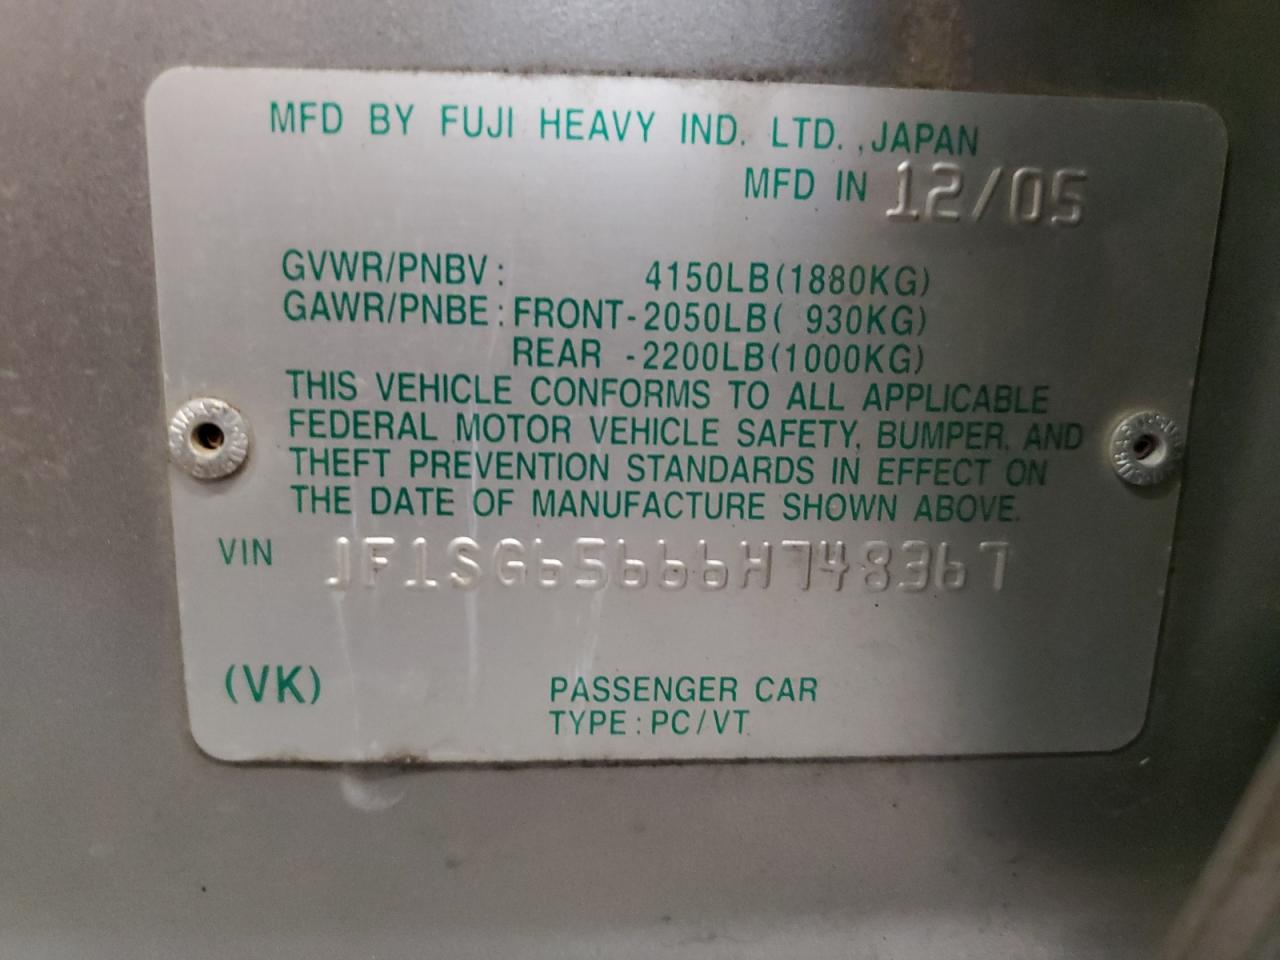 MFD BY FUJI HEAVY IND. LTD. ,JAPAN
MFD IN 12/05
GVWR/PNBV: 4150LB(1880KG)
GAWR/PNBE: FRONT-2050LB( 930KG)
REAR -2200LB(1000KG)
THIS VEHICLE CONFORMS TO ALL APPLICABLE
FEDERAL MOTOR VEHICLE SAFETY, BUMPER, AND
THEFT PREVENTION STANDARDS IN EFFECT ON
THE DATE OF MANUFACTURE SHOWN ABOVE.
VIN JF1SG65666H748367
(VK) PASSENGER CAR
TYPE: PC/VT